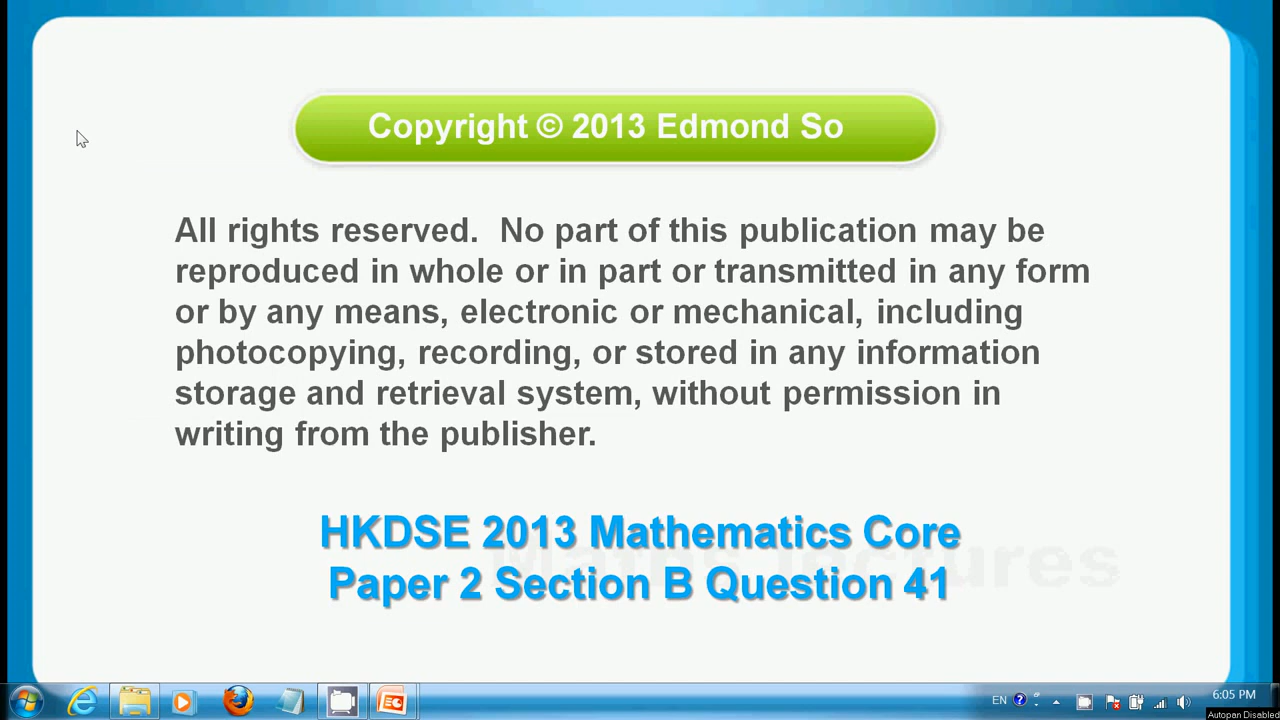 Copyright © 2013 Edmond So
All rights reserved.  No part of this publication may be
reproduced in whole or in part or transmitted in any form
or by any means, electronic or mechanical, including
photocopying, recording, or stored in any information
storage and retrieval system, without permission in
writing from the publisher.
HKDSE 2013 Mathematics Core
Maths lectures
Paper 2 Section B Question 41
EN
6:05 PM
Autopan Disabled